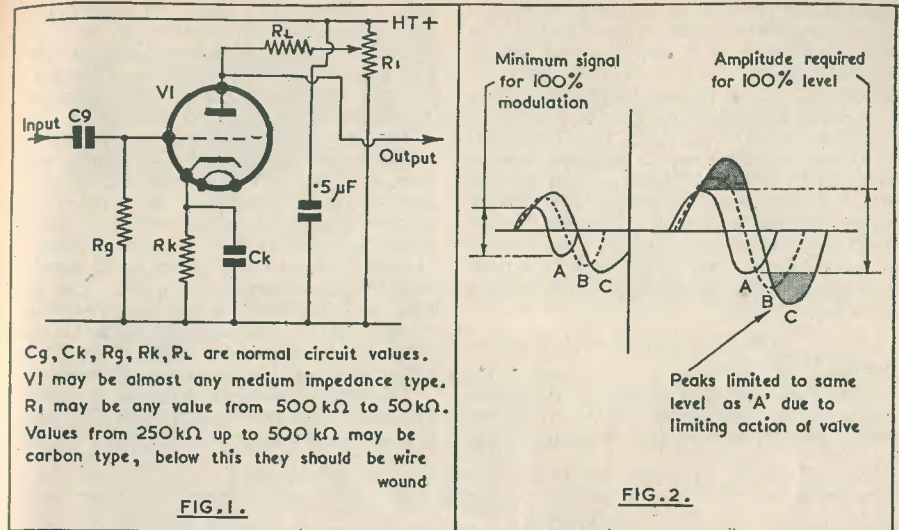 HT+
RL
R1
V1
Input
C9
Output
·5µF
Rg
Rk
Ck
Cg, Ck, Rg, Rk, RL are normal circuit values.
V1 may be almost any medium impedance type.
R1 may be any value from 500 kΩ to 50kΩ.
Values from 250kΩ up to 500 kΩ may be
carbon type, below this they should be wire
wound
FIG.1.
Minimum signal
for 100%
modulation
Amplitude required
for 100% level
A
B
C
A
B
C
Peaks limited to same
level as 'A' due to
limiting action of valve
FIG.2.